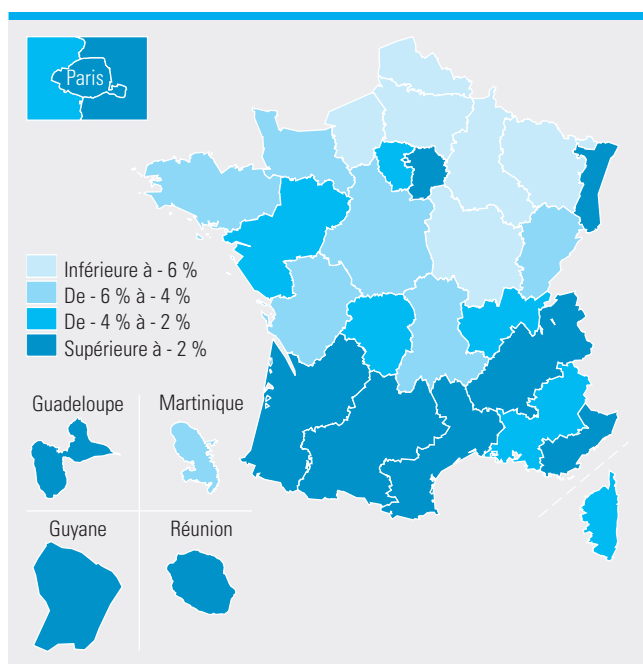 Paris
Inférieure à - 6 %
De - 6 % à - 4 %
De - 4 % à - 2 %
Supérieure à - 2 %
Guadeloupe
Martinique
Guyane
Réunion